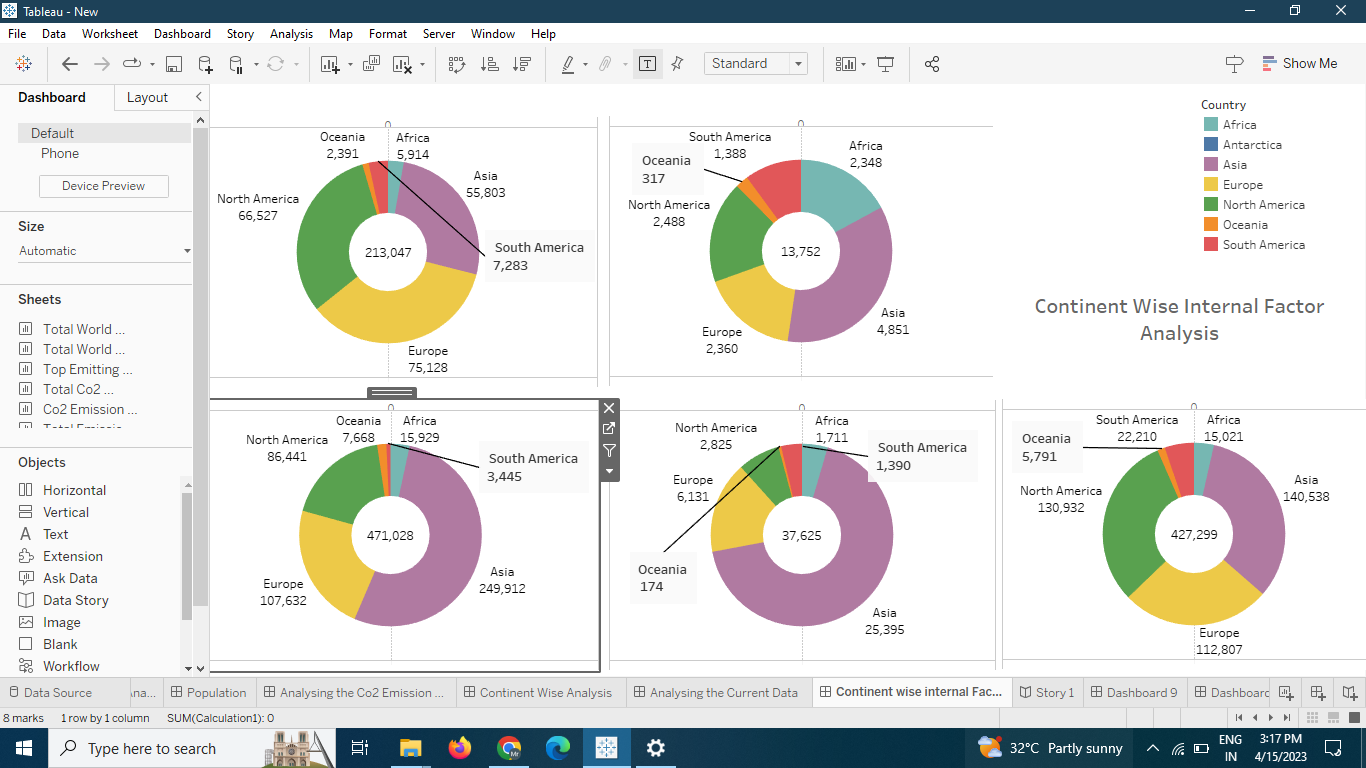 Tableau - New
File Data Worksheet Dashboard Story Analysis Map Format Server Window Help
Standard
Show Me
Dashboard
Layout
Default
Phone
Device Preview
Size
Automatic
Sheets
Total World ...
Total World ...
Top Emitting ...
Total Co2 ...
Co2 Emission ...
Objects
Horizontal
Vertical
Text
Extension
Ask Data
Data Story
Image
Blank
Workflow
0
Oceania
2,391
Africa
5,914
Asia
55,803
North America
66,527
213,047
South America
7,283
Europe
75,128
0
South America
1,388
Africa
2,348
Oceania
317
North America
2,488
13,752
Asia
4,851
Europe
2,360
Country
Africa
Antarctica
Asia
Europe
North America
Oceania
South America
Continent Wise Internal Factor
Analysis
0
Oceania
7,668
Africa
15,929
North America
86,441
South America
3,445
471,028
Asia
249,912
Europe
107,632
0
North America
2,825
Africa
1,711
South America
1,390
Europe
6,131
37,625
Oceania
174
Asia
25,395
0
South America
22,210
Africa
15,021
Oceania
5,791
North America
130,932
Asia
140,538
427,299
Europe
112,807
Data Source
Population
Analysing the Co2 Emission ...
Continent Wise Analysis
Analysing the Current Data
Continent wise internal Fac...
Story 1
Dashboard 9
8 marks 1 row by 1 column SUM(Calculation1): 0
Type here to search
32°C Partly sunny
ENG
IN
3:17 PM
4/15/2023